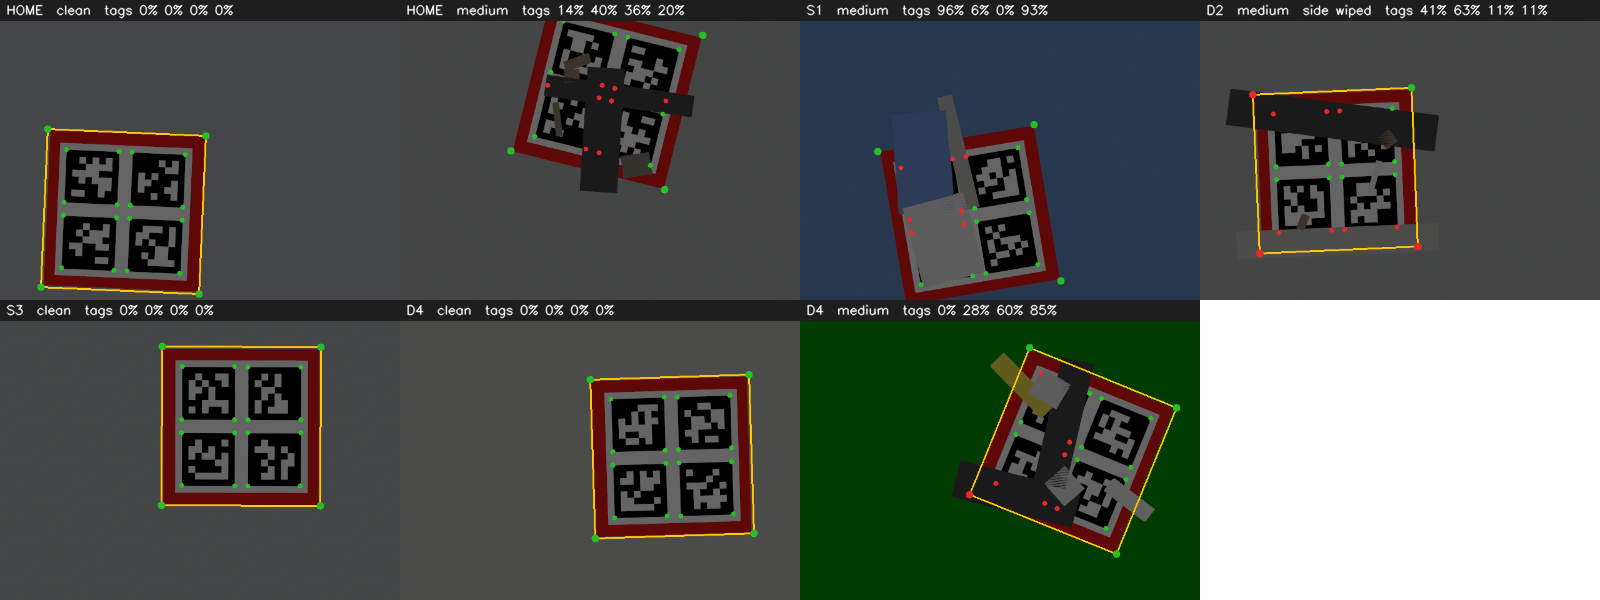 HOME clean tags 0% 0% 0% 0%
HOME medium tags 14% 40% 36% 20%
S1 medium tags 96% 6% 0% 93%
D2 medium side wiped tags 41% 63% 11% 11%
S3 clean tags 0% 0% 0% 0%
D4 clean tags 0% 0% 0% 0%
D4 medium tags 0% 28% 60% 85%